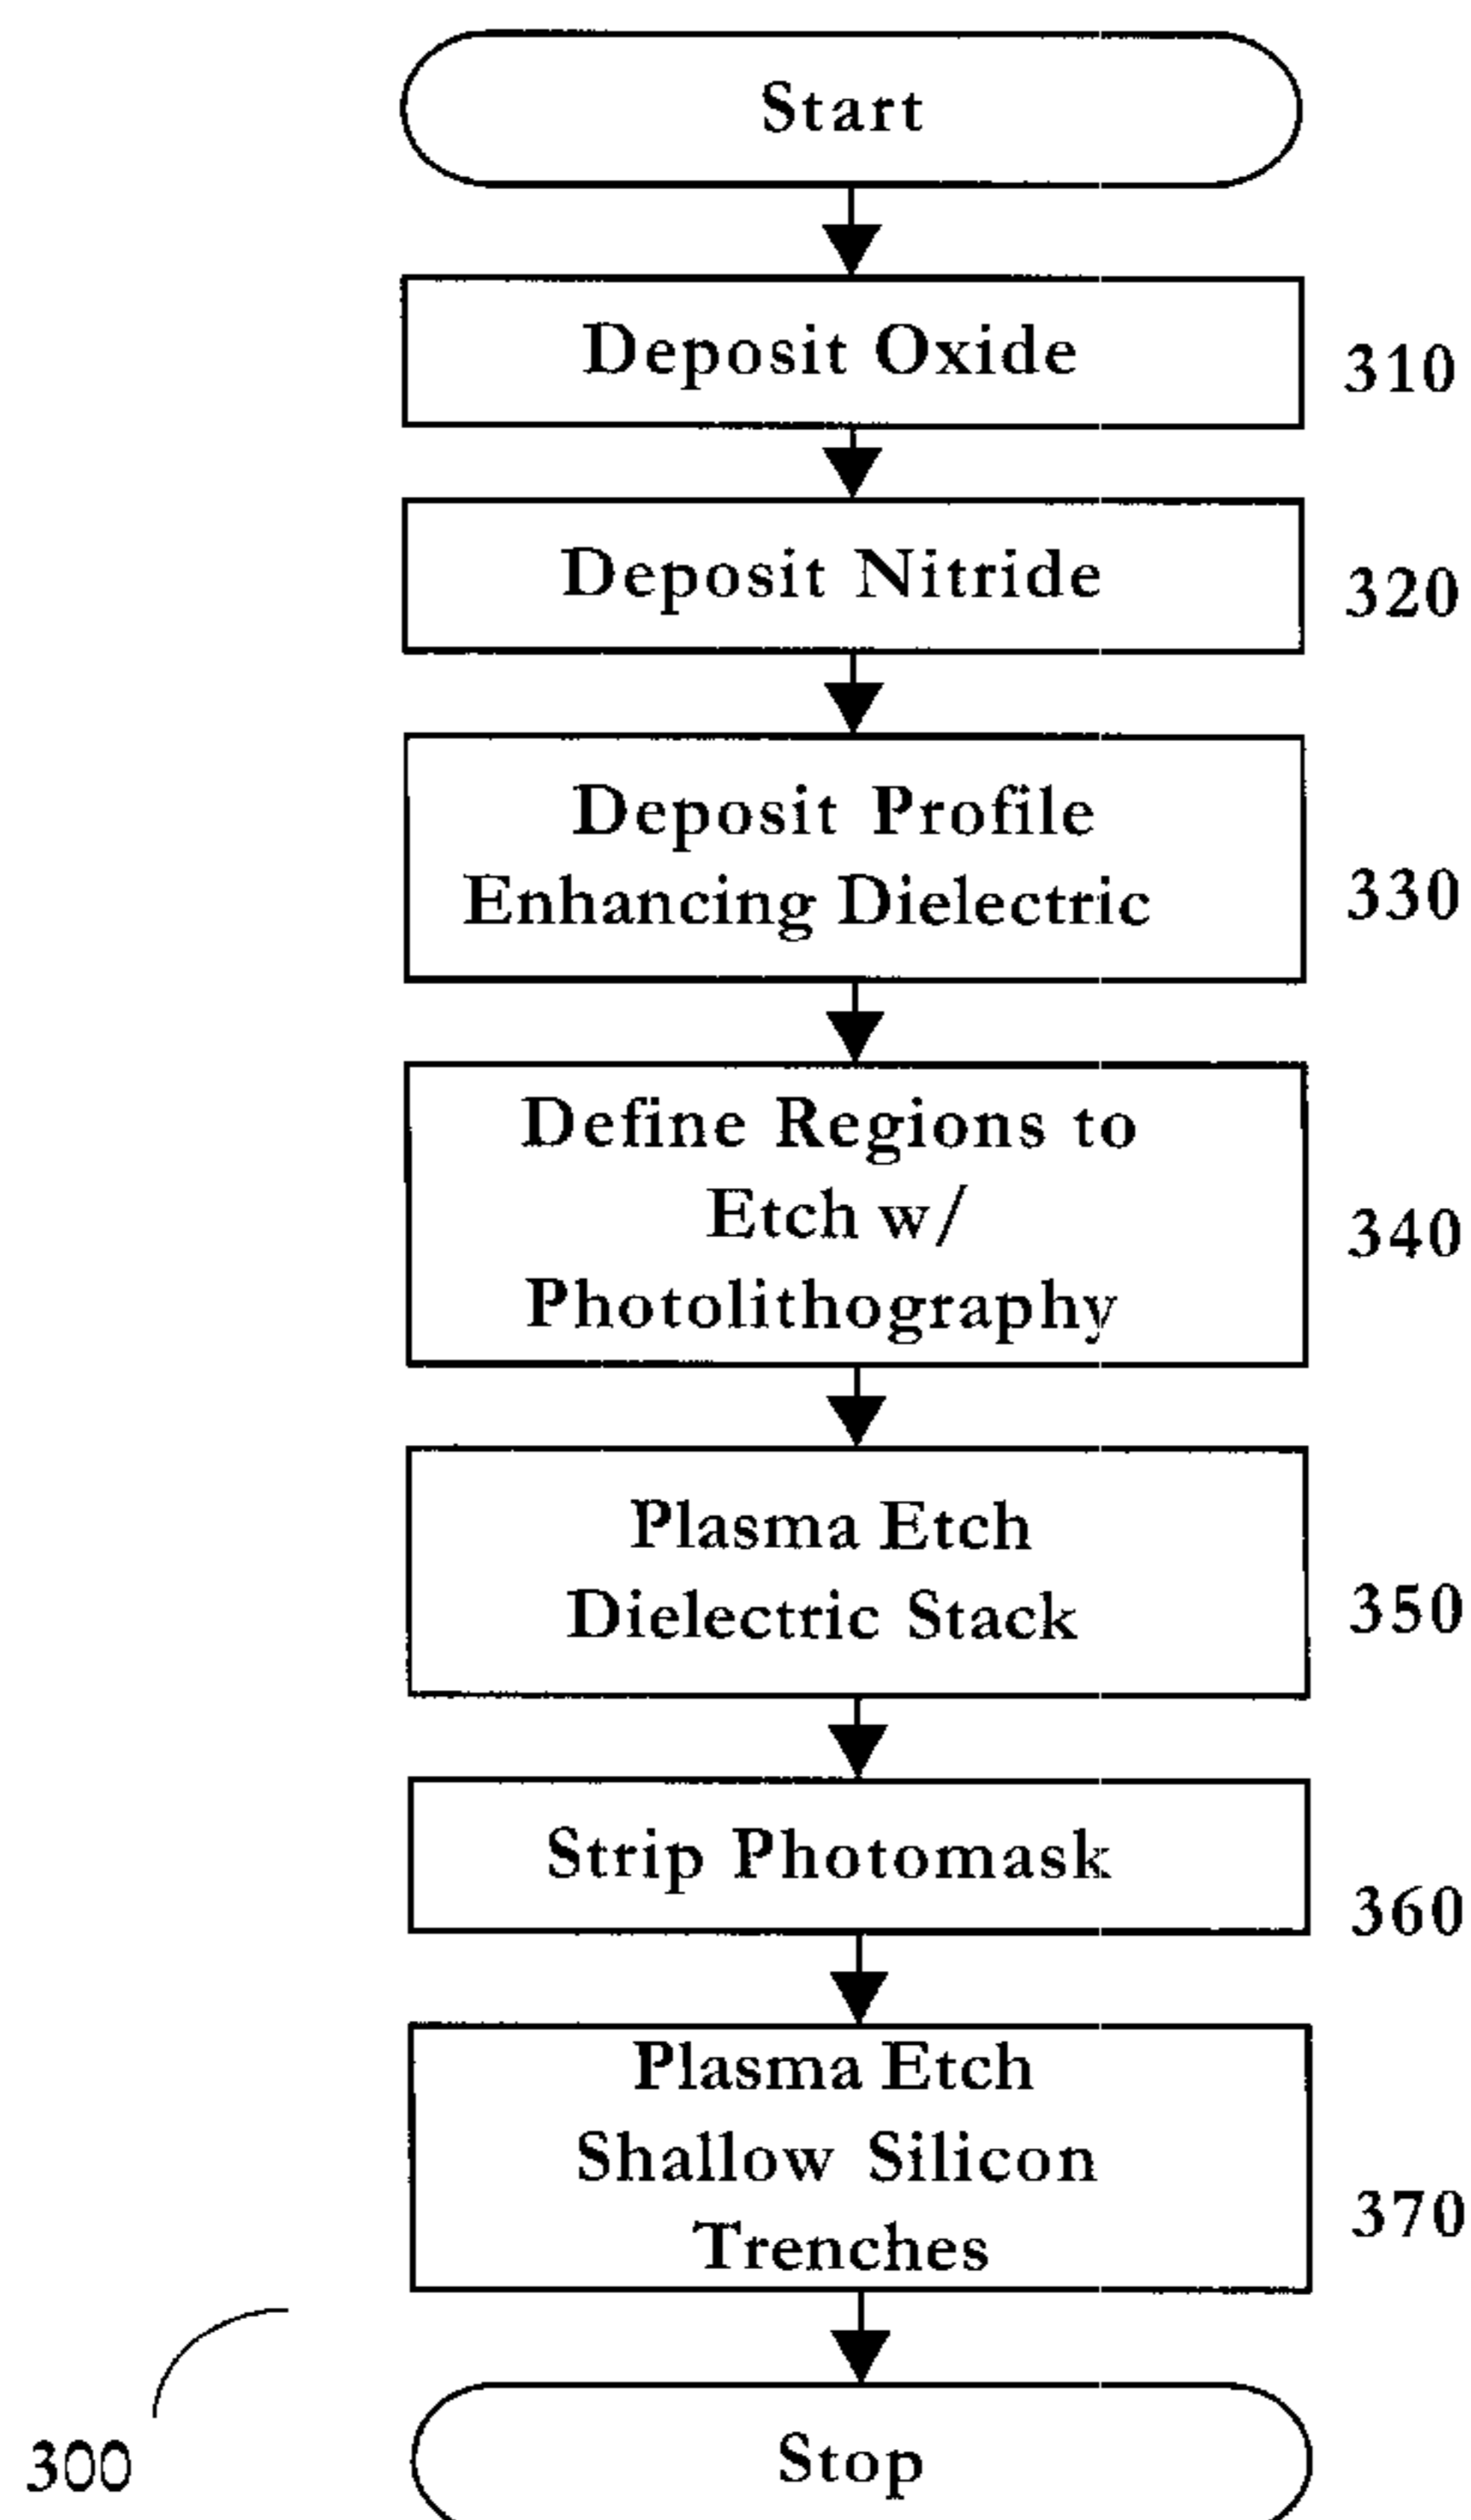 Start
Deposit Oxide
310
Deposit Nitride
320
Deposit Profile
Enhancing Dielectric
330
Define Regions to
Etch w/
Photolithography
340
Plasma Etch
Dielectric Stack
350
Strip Photomask
360
Plasma Etch
Shallow Silicon
Trenches
370
300
Stop